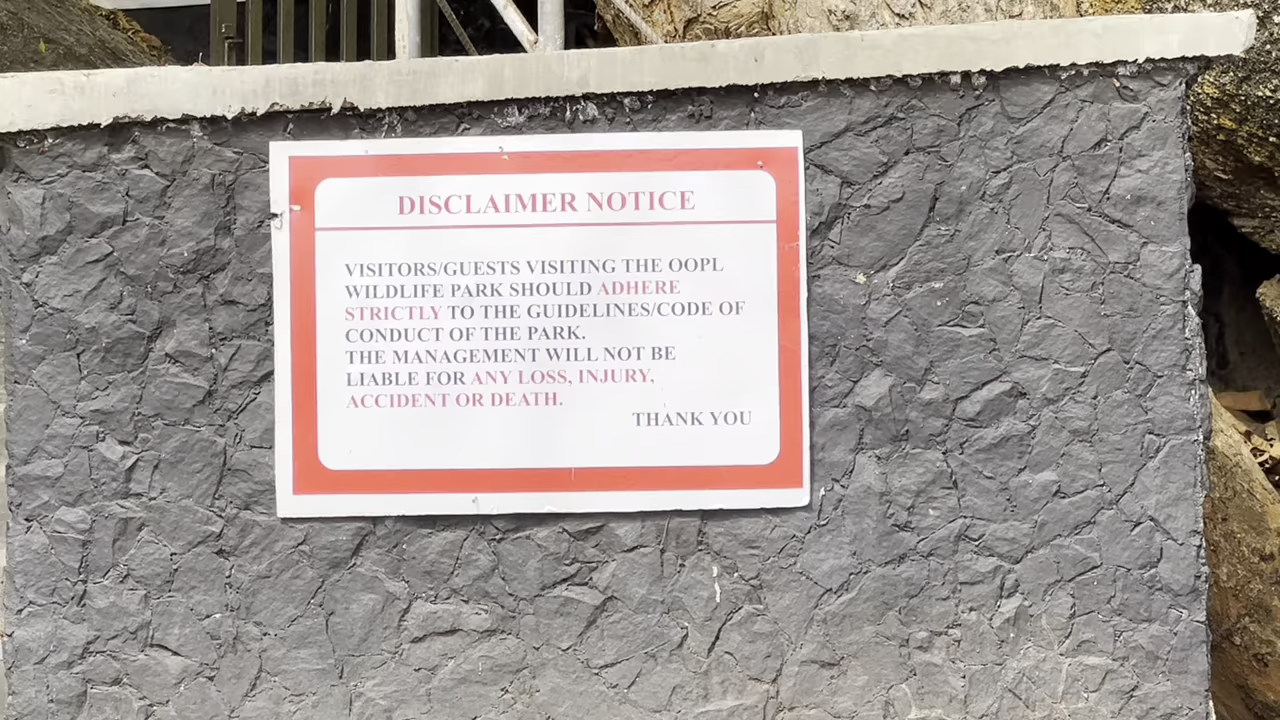 DISCLAIMER NOTICE
VISITORS/GUESTS VISITING THE OOPL
WILDLIFE PARK SHOULD ADHERE
STRICTLY TO THE GUIDELINES/CODE OF
CONDUCT OF THE PARK.
THE MANAGEMENT WILL NOT BE
LIABLE FOR ANY LOSS, INJURY,
ACCIDENT OR DEATH.
THANK YOU